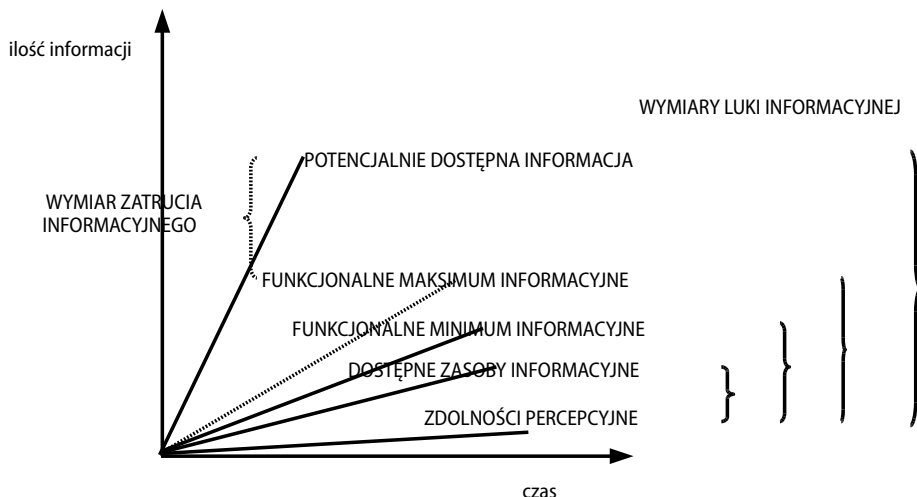 ilość informacji
WYMIARY LUKI INFORMACYJNEJ
POTENCJALNIE DOSTĘPNA INFORMACJA
WYMIAR ZATRUCIA
INFORMACYJNEGO
FUNKCJONALNE MAKSIMUM INFORMACYJNE
FUNKCJONALNE MINIMUM INFORMACYJNE
DOSTĘPNE ZASOBY INFORMACYJNE
ZDOLNOŚCI PERCEPCYJNE
czas